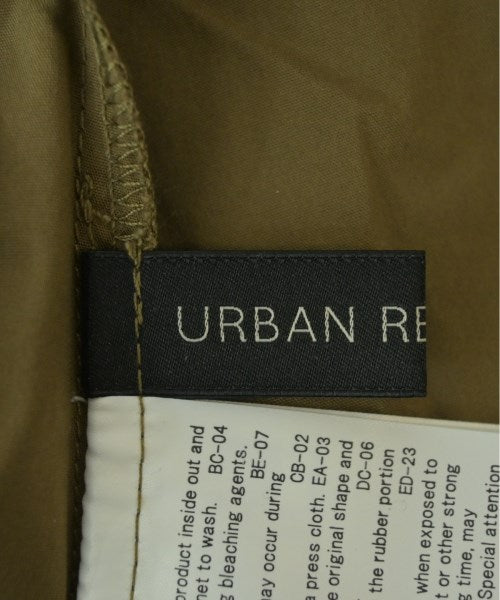 URBAN RE
product inside out and
net to wash. BC-04
g bleaching agents.
BE-07
may occur during
CB-02
a press cloth. EA-03
e original shape and
DC-06
the rubber portion
ED-23
when exposed to
t or other strong
g time, may
Special attention